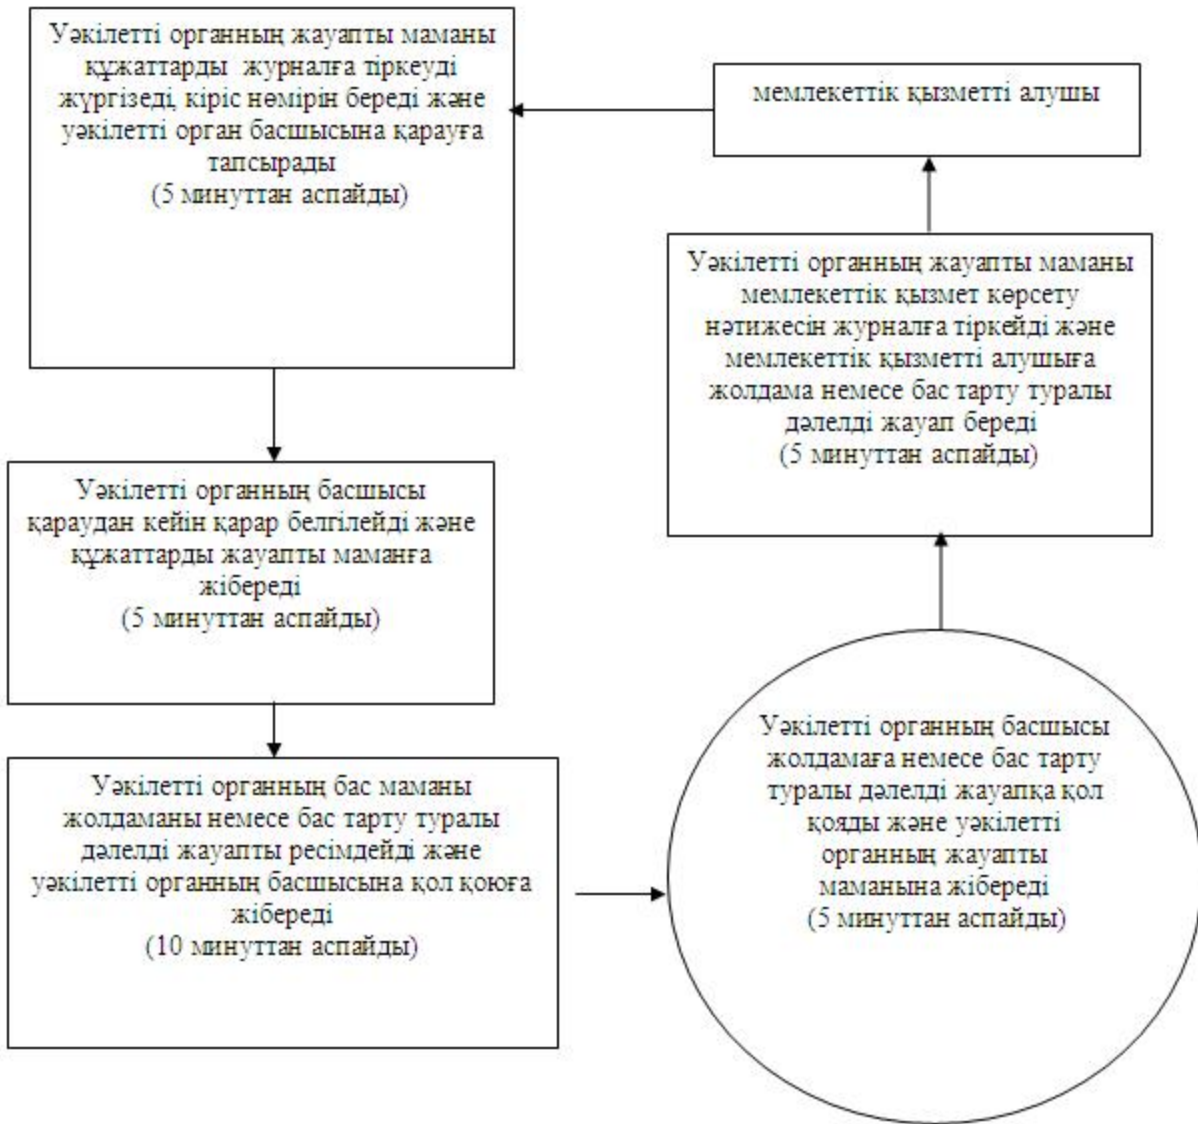 Уәкілетті органның жауапты маманы
құжаттарды журналға тіркеуді
жүргізеді, кіріс нөмірін береді және
уәкілетті орган басшысына қарауға
тапсырады
(5 минуттан аспайды)
мемлекеттік қызметті алушы
Уәкілетті органның жауапты маманы
мемлекеттік қызмет көрсету
нәтижесін журналға тіркейді және
мемлекеттік қызметті алушыға
жолдама немесе бас тарту туралы
дәлелді жауап береді
(5 минуттан аспайды)
Уәкілетті органның басшысы
қараудан кейін қарар белгілейді және
құжаттарды жауапты маманға
жібереді
(5 минуттан аспайды)
Уәкілетті органның бас маманы
жолдаманы немесе бас тарту туралы
дәлелді жауапты ресімдейді және
уәкілетті органның басшысына қол қоюға
жібереді
(10 минуттан аспайды)
Уәкілетті органның басшысы
жолдамаға немесе бас тарту
туралы дәлелді жауапқа қол
қояды және уәкілетті
органның жауапты
маманына жібереді
(5 минуттан аспайды)